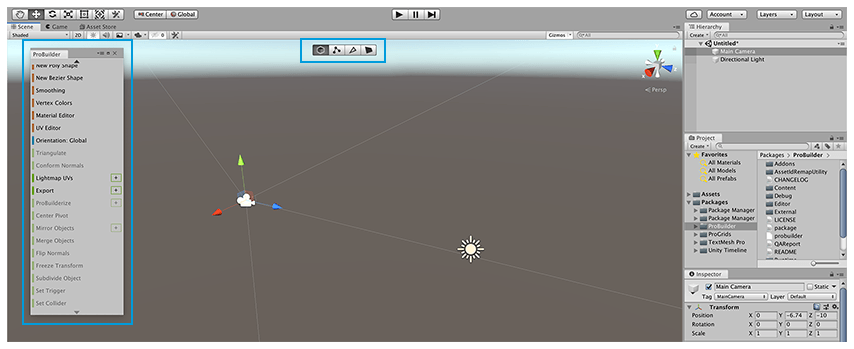 Center Global
Account Layers Layout
Scene Game Asset Store
Shaded 2D 0 Gizmos All
ProBuilder
New Poly Shape
New Bezier Shape
Smoothing
Vertex Colors
Material Editor
UV Editor
Orientation: Global
Triangulate
Conform Normals
Lightmap UVs +
Export +
ProBuilderize +
Center Pivot
Mirror Objects +
Merge Objects
Flip Normals
Freeze Transform
Subdivide Object
Set Trigger
Set Collider
y
x
z
< Persp
Hierarchy
Create All
Untitled*
Main Camera
Directional Light
Project
Create
Favorites
All Materials
All Models
All Prefabs
Assets
Packages
Package Manager
Package Manager
ProBuilder
ProGrids
TextMesh Pro
Unity Timeline
Packages ProBuilder
Addons
AssetIdRemapUtility
CHANGELOG
Content
Debug
Editor
External
LICENSE
package
probuilder
QAReport
README
Runtime
Inspector
Main Camera Static
Tag MainCamera Layer Default
Transform
Position X 0 Y -6.74 Z -10
Rotation X 0 Y 0 Z 0
Scale X 1 Y 1 Z 1